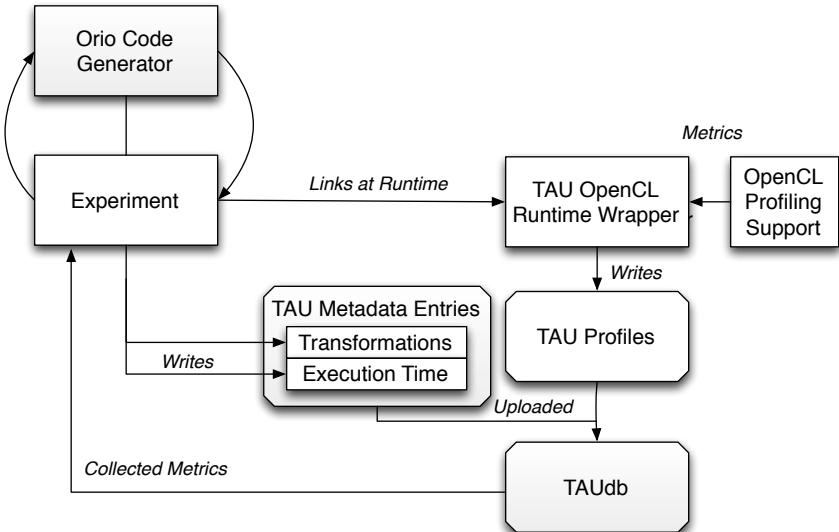 Orio Code
Generator
Metrics
Experiment
Links at Runtime
TAU OpenCL
Runtime Wrapper
OpenCL
Profiling
Support
Writes
TAU Metadata Entries
Transformations
Execution Time
Writes
TAU Profiles
Uploaded
Collected Metrics
TAUdb